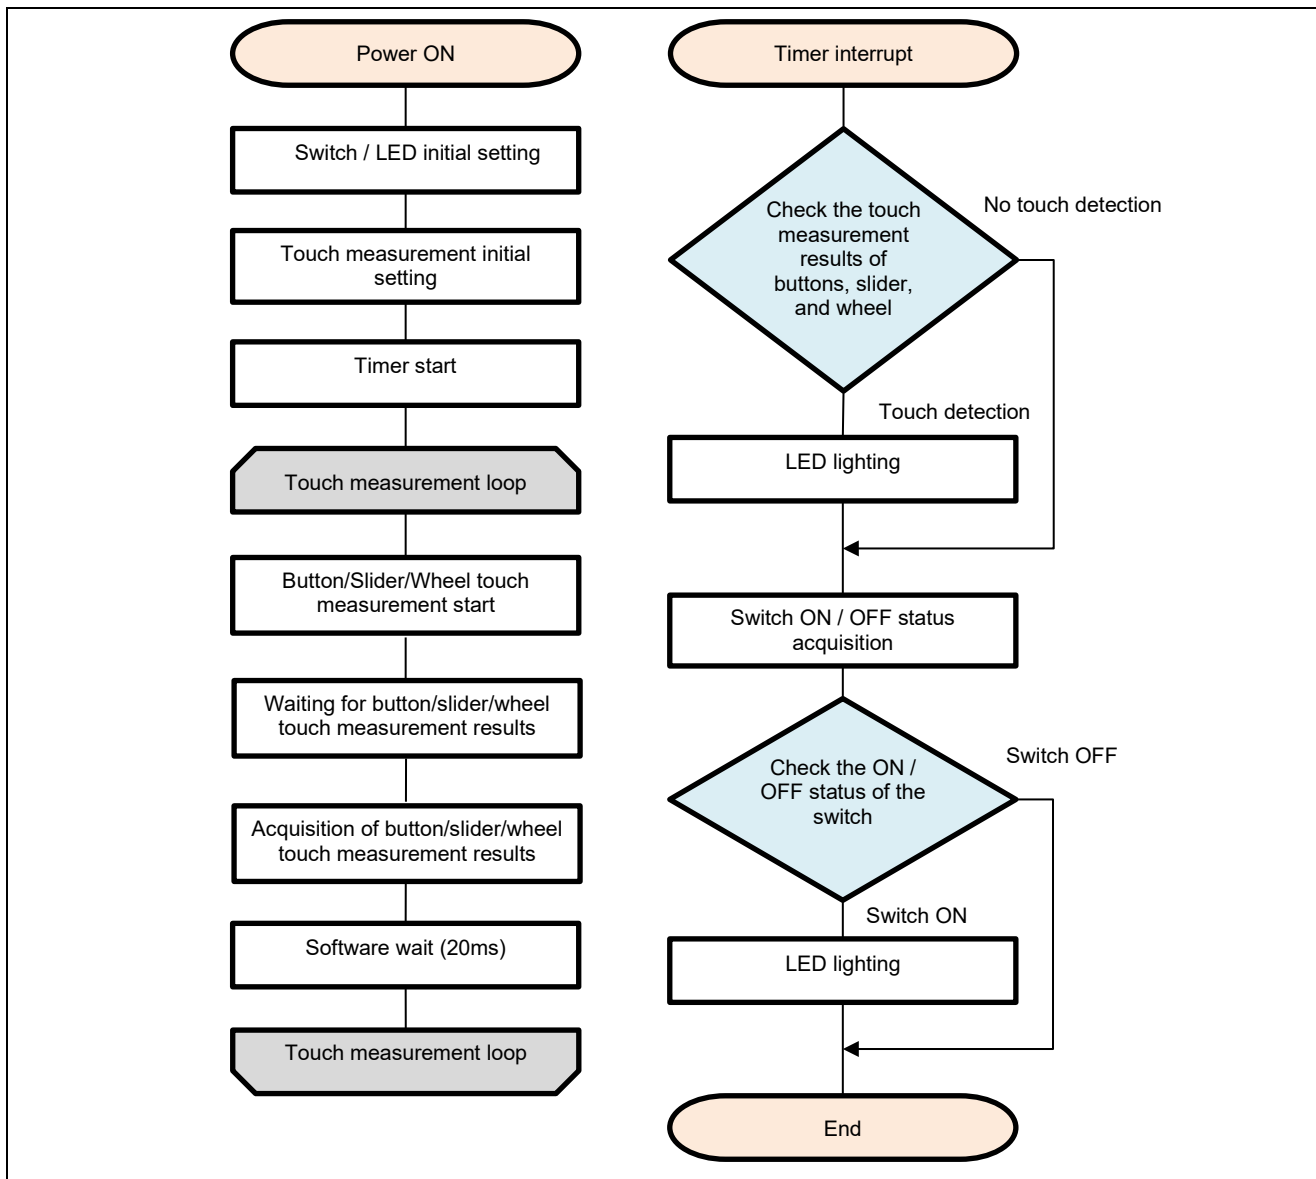 Power ON
Switch / LED initial setting
Touch measurement initial
setting
Timer start
Touch measurement loop
Button/Slider/Wheel touch
measurement start
Waiting for button/slider/wheel
touch measurement results
Acquisition of button/slider/wheel
touch measurement results
Software wait (20ms)
Touch measurement loop
Timer interrupt
Check the touch
measurement
results of
buttons, slider,
and wheel
No touch detection
Touch detection
LED lighting
Switch ON / OFF status
acquisition
Check the ON /
OFF status of the
switch
Switch OFF
Switch ON
LED lighting
End